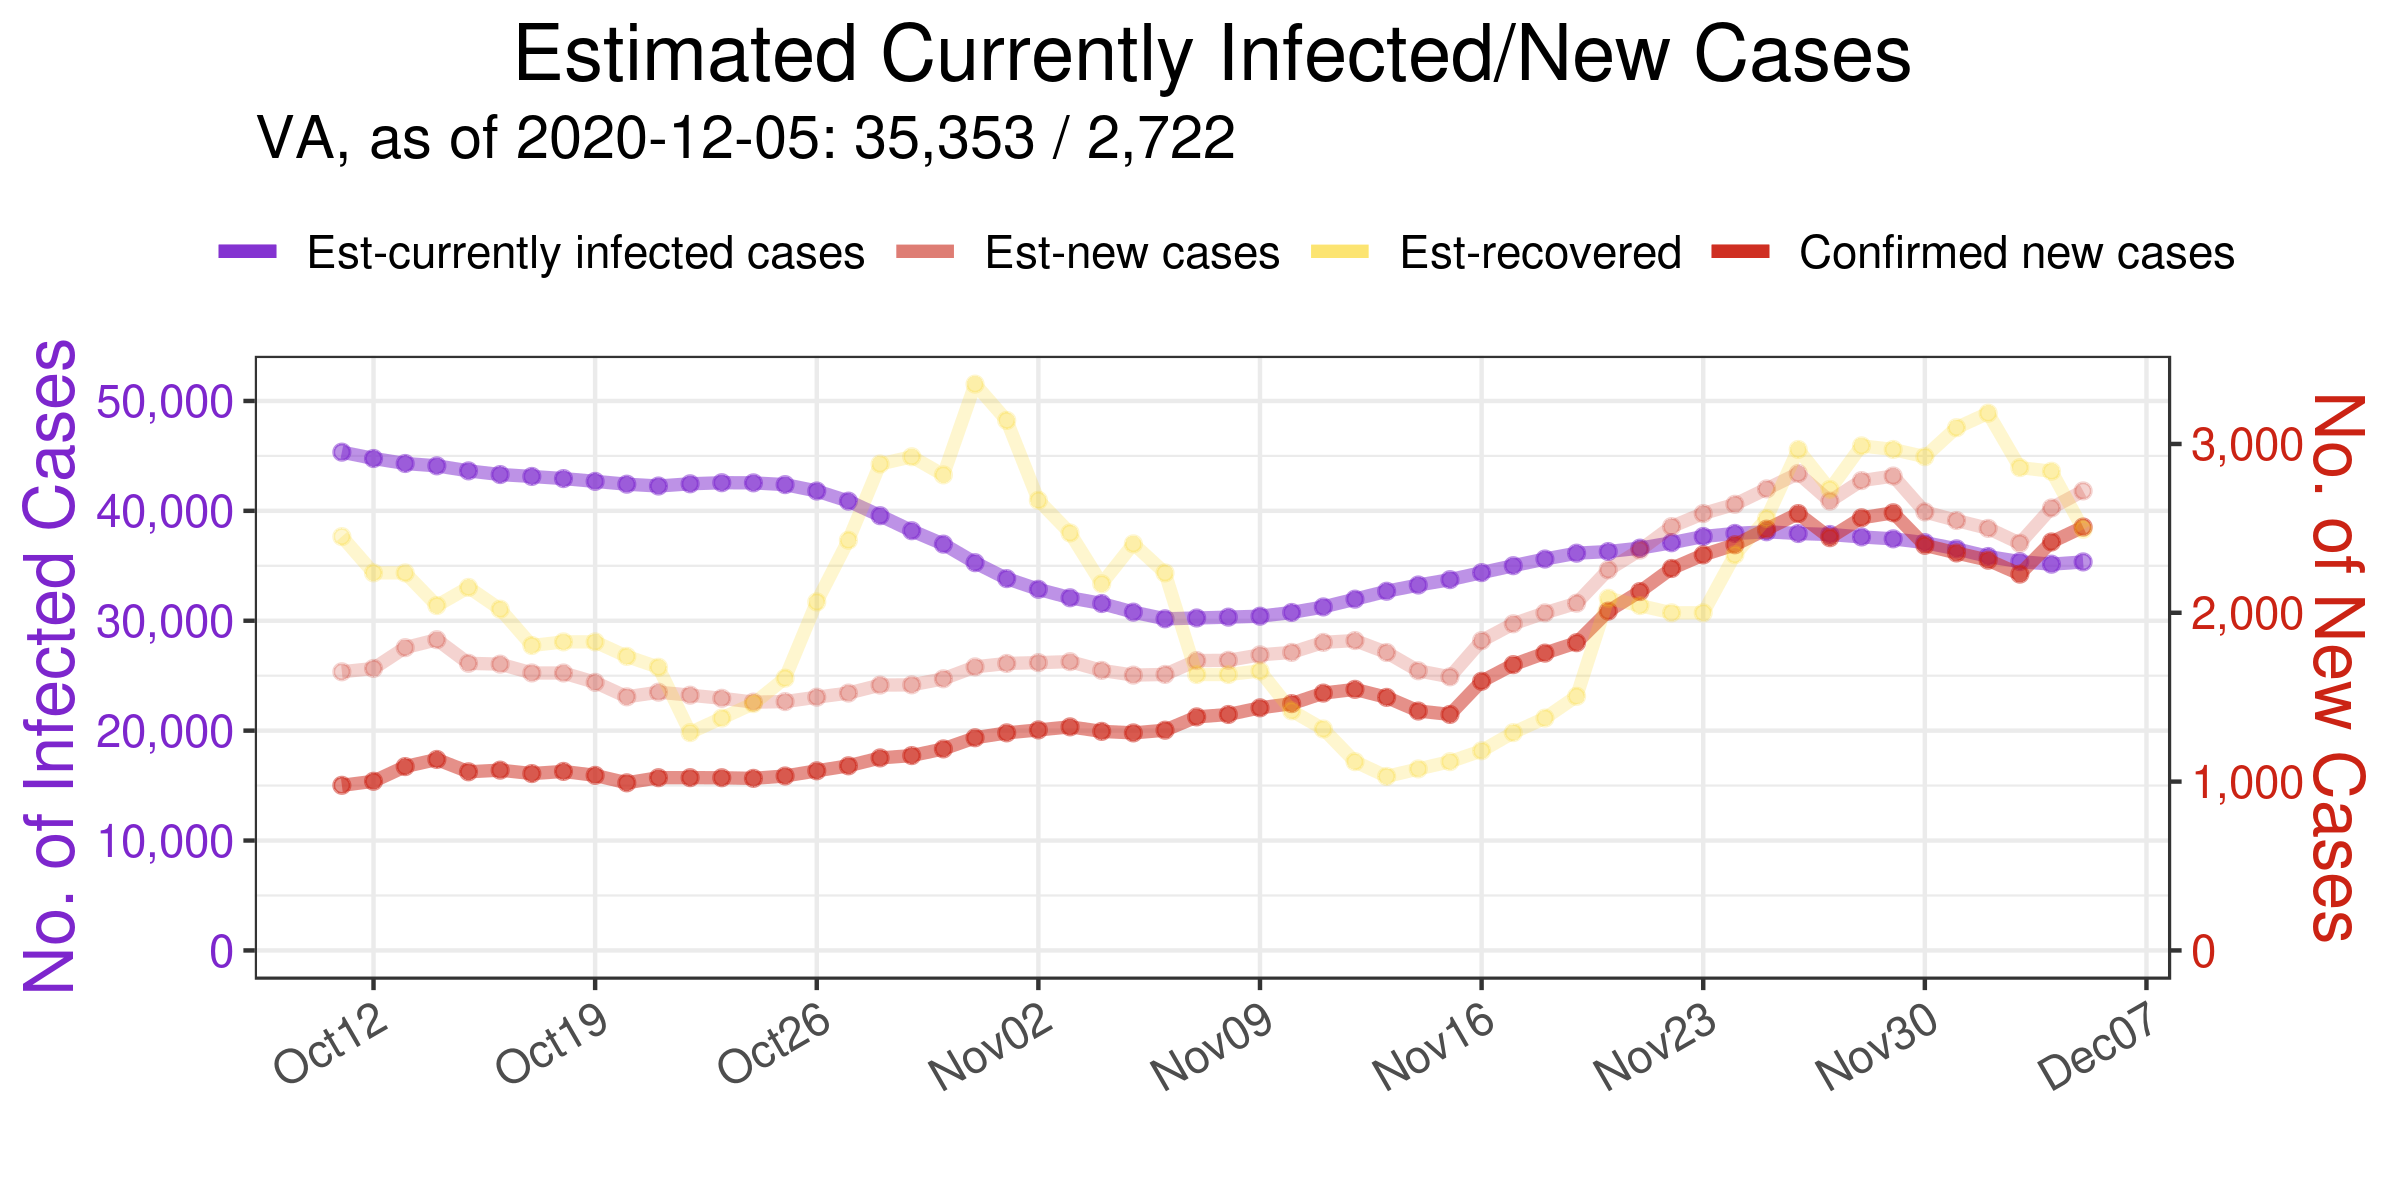 Estimated Currently Infected/New Cases
VA, as of 2020-12-05: 35,353 / 2,722
Est-currently infected cases Est-new cases Est-recovered Confirmed new cases
No. of Infected Cases
50,000
40,000
30,000
20,000
10,000
0
3,000
2,000
1,000
0
No. of New Cases
Oct12 Oct19 Oct26 Nov02 Nov09 Nov16 Nov23 Nov30 Dec07